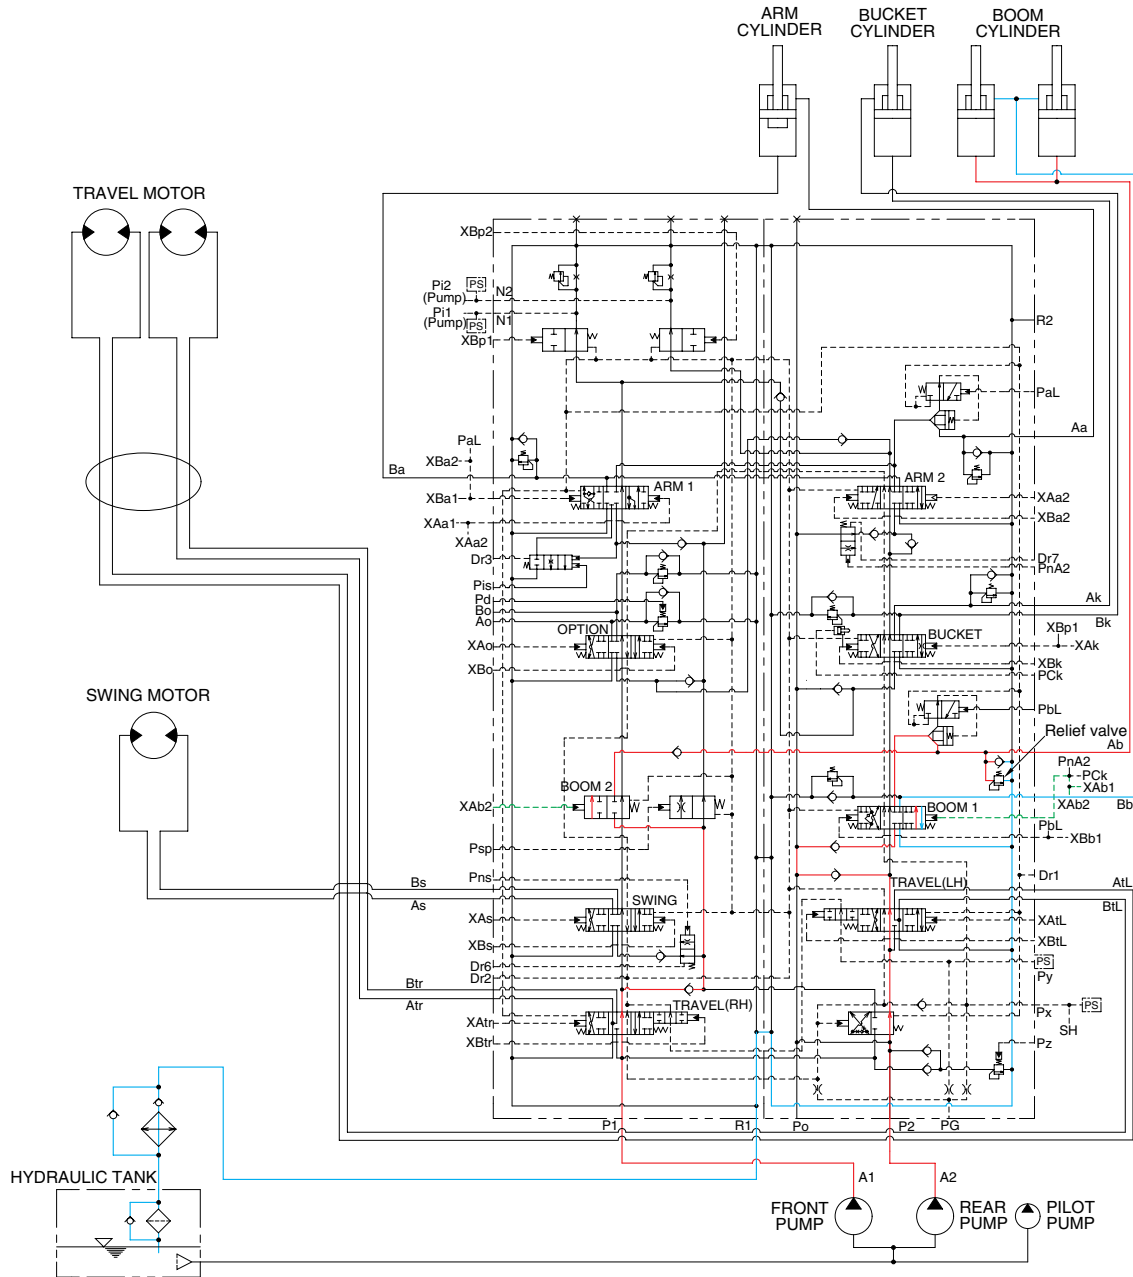 ARM
CYLINDER
BUCKET
CYLINDER
BOOM
CYLINDER
TRAVEL MOTOR
XBp2
Pi2
(Pump)
PS
N2
Pi1
(Pump)
PS
N1
XBp1
R2
PaL
Aa
PaL
XBa2
Ba
XBa1
ARM 1
ARM 2
XAa1
XAa2
XAa2
XBa2
Dr3
Dr7
PnA2
Pis
Pd
Bo
Ao
Ak
Bk
OPTION
BUCKET
XBp1
XAo
XAk
XBo
XBk
PCk
SWING MOTOR
PbL
Relief valve
Ab
PnA2
PCk
XAb1
XAb2
BOOM 2
XAb2
BOOM 1
Bb
PbL
XBb1
Psp
Pns
Dr1
Bs
As
TRAVEL(LH)
AtL
BtL
SWING
XAs
XAtL
XBs
XBtL
Dr6
Dr2
PS
Py
Btr
Atr
TRAVEL(RH)
Px
PS
SH
XAtr
XBtr
Pz
P1
R1
Po
P2
PG
HYDRAULIC TANK
A1
A2
FRONT
PUMP
REAR
PUMP
PILOT
PUMP